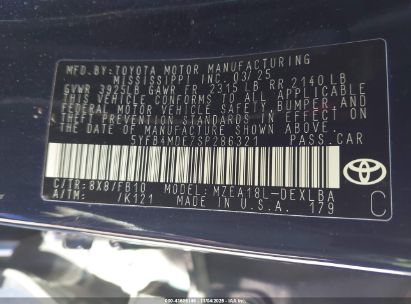 MFD.BY:TOYOTA MOTOR MANUFACTURING
MISSISSIPPI, INC. 03/25
GVWR 3925LB GAWR FR 2315 LB RR 2140 LB
THIS VEHICLE CONFORMS TO ALL APPLICABLE
FEDERAL MOTOR VEHICLE SAFETY, BUMPER, AND
THEFT PREVENTION STANDARDS IN EFFECT ON
THE DATE OF MANUFACTURE SHOWN ABOVE.
5YFB4MDE7SP286321 PASS.CAR
C/TR:8X8/FB10 MODEL:MZEA18L-DEXLBA
A/TM: /K121 MADE IN U.S.A. 179
C
TOYOTA